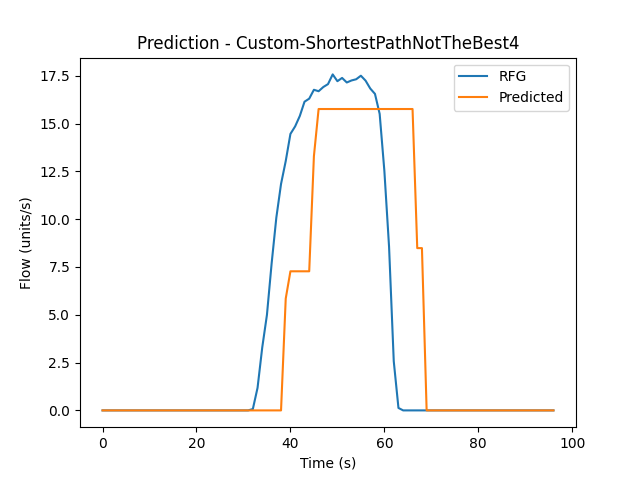 Prediction - Custom-ShortestPathNotTheBest4
RFG
Predicted
17.5
15.0
12.5
10.0
7.5
5.0
2.5
0.0
Flow (units/s)
0 20 40 60 80 100
Time (s)